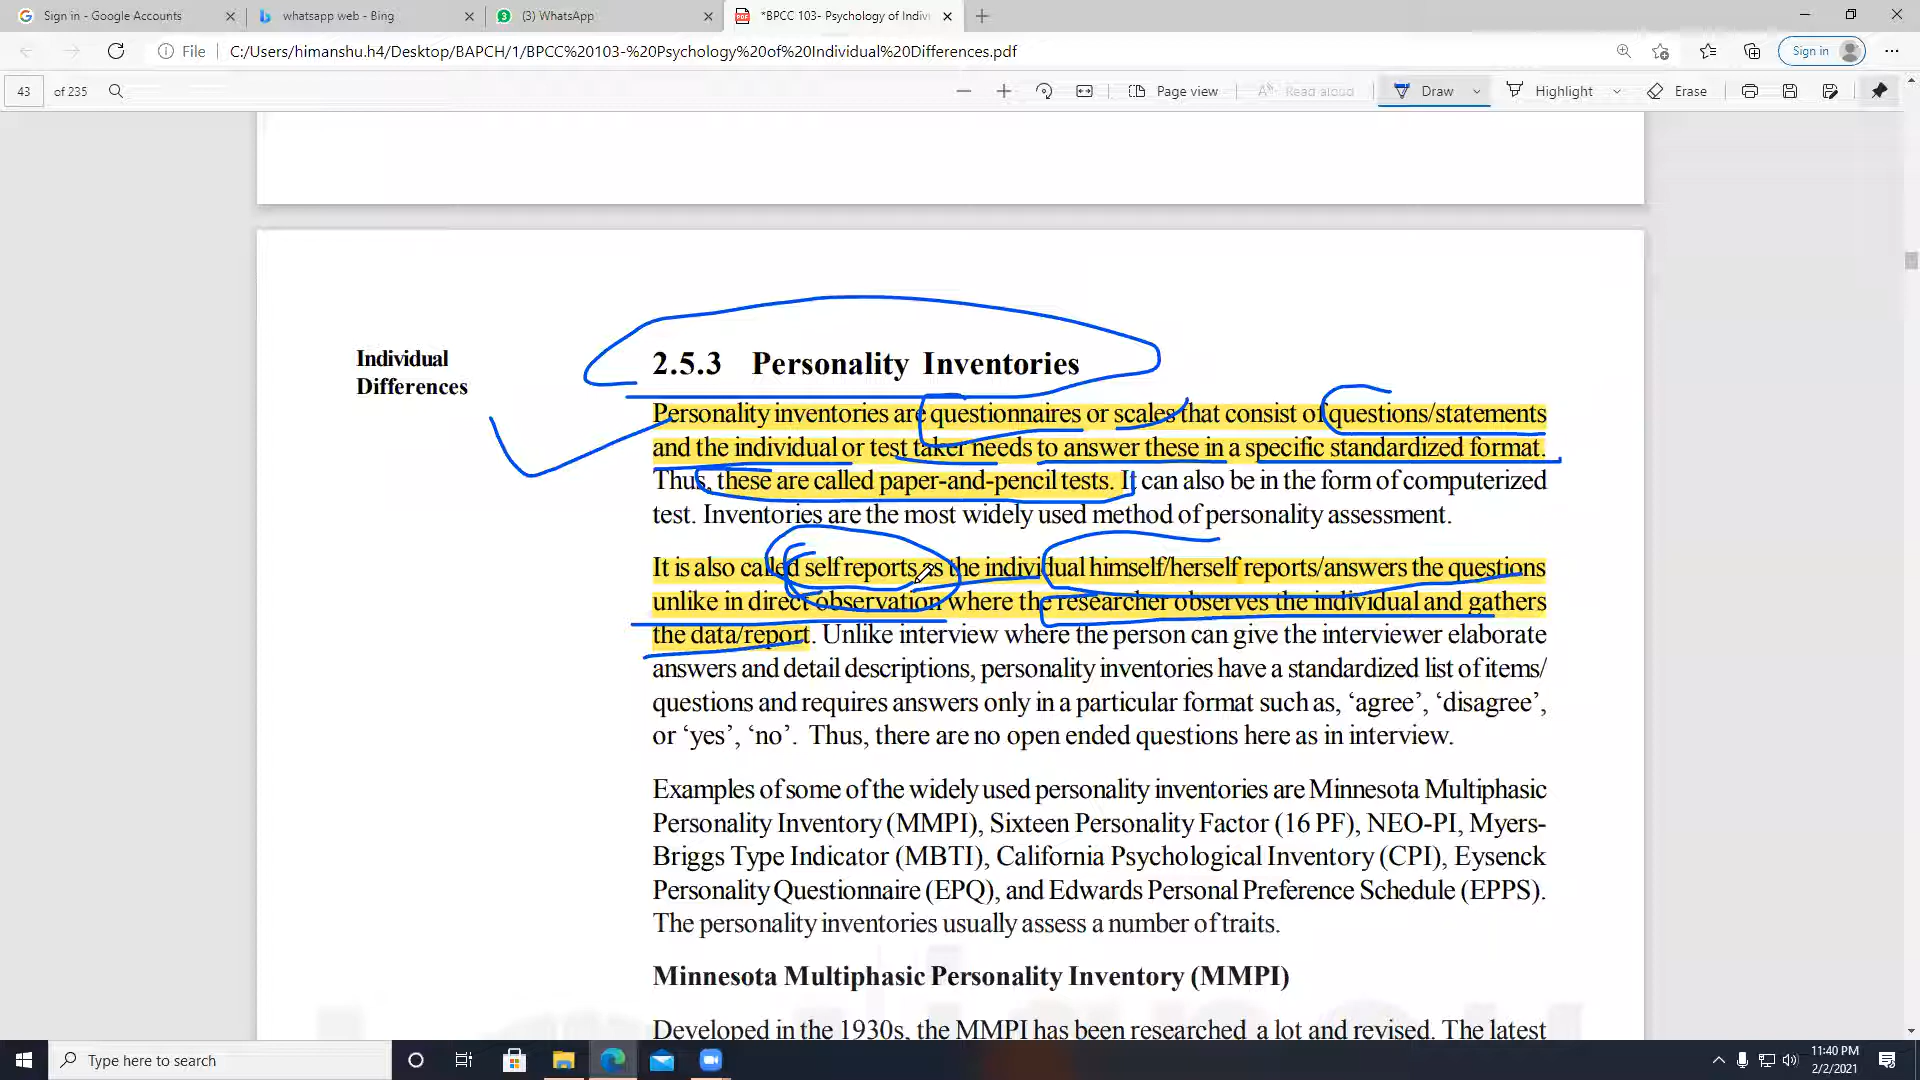 Sign in - Google Accounts
whatsapp web - Bing
(3) WhatsApp
*BPCC 103- Psychology of Indiv
File
C:/Users/himanshu.h4/Desktop/BAPCH/1/BPCC%20103-%20Psychology%20of%20Individual%20Differences.pdf
Sign in
43 of 235
Page view
Read aloud
Draw
Highlight
Erase
Individual
Differences
2.5.3 Personality Inventories
Personality inventories are questionnaires or scales that consist of questions/statements
and the individual or test taker needs to answer these in a specific standardized format.
Thus, these are called paper-and-pencil tests. It can also be in the form of computerized
test. Inventories are the most widely used method of personality assessment.
It is also called self reports as the individual himself/herself reports/answers the questions
unlike in direct observation where the researcher observes the individual and gathers
the data/report. Unlike interview where the person can give the interviewer elaborate
answers and detail descriptions, personality inventories have a standardized list of items/
questions and requires answers only in a particular format such as, ‘agree’, ‘disagree’,
or ‘yes’, ‘no’. Thus, there are no open ended questions here as in interview.
Examples of some of the widely used personality inventories are Minnesota Multiphasic
Personality Inventory (MMPI), Sixteen Personality Factor (16 PF), NEO-PI, Myers-
Briggs Type Indicator (MBTI), California Psychological Inventory (CPI), Eysenck
Personality Questionnaire (EPQ), and Edwards Personal Preference Schedule (EPPS).
The personality inventories usually assess a number of traits.
Minnesota Multiphasic Personality Inventory (MMPI)
Developed in the 1930s, the MMPI has been researched a lot and revised. The latest
Type here to search
11:40 PM
2/2/2021